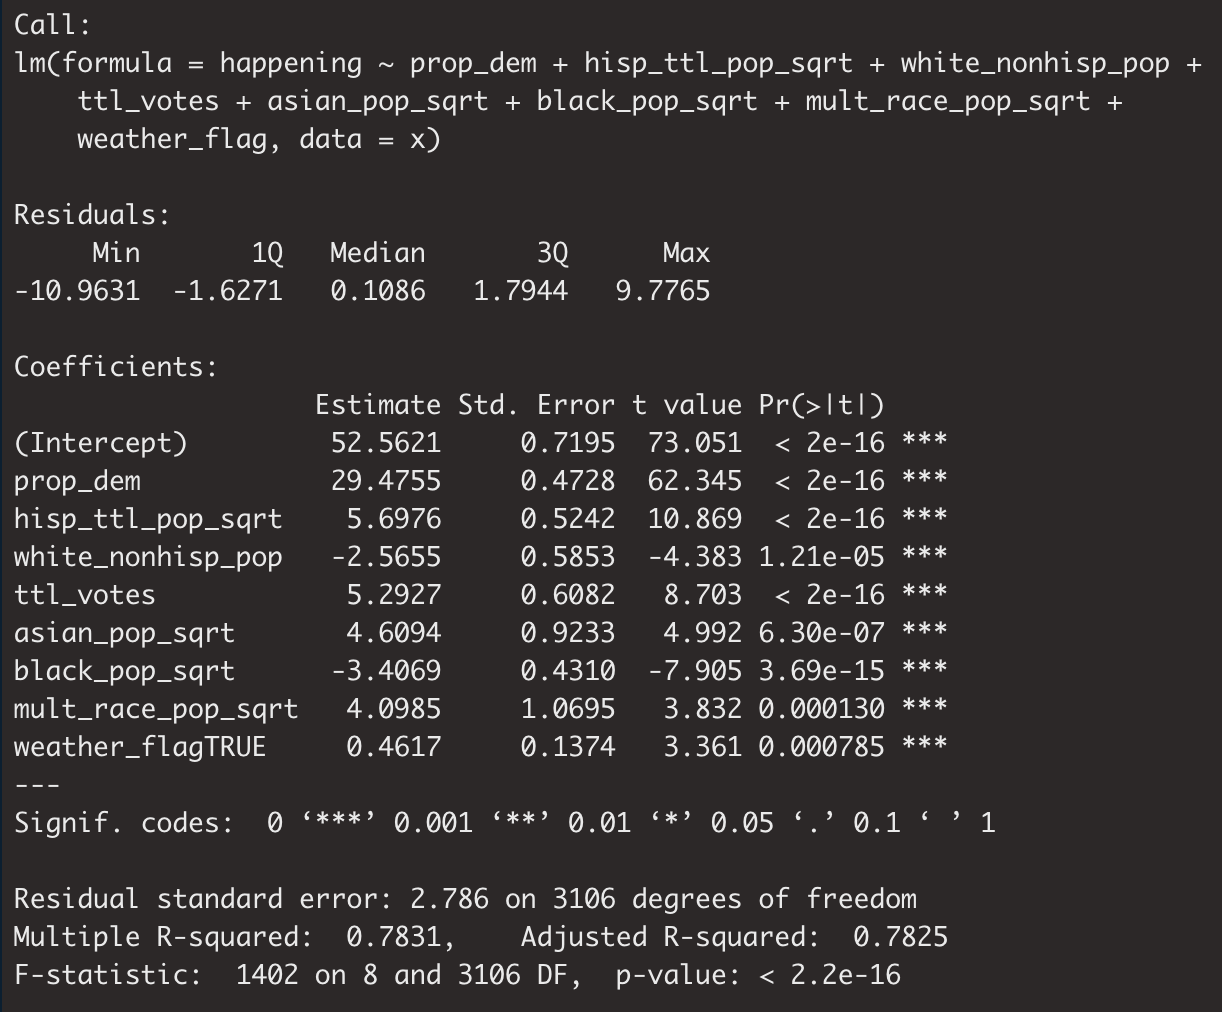 Call:
lm(formula = happening ~ prop_dem + hisp_ttl_pop_sqrt + white_nonhisp_pop +
    ttl_votes + asian_pop_sqrt + black_pop_sqrt + mult_race_pop_sqrt +
    weather_flag, data = x)

Residuals:
     Min       1Q   Median       3Q      Max
-10.9631  -1.6271   0.1086   1.7944   9.7765

Coefficients:
                   Estimate Std. Error t value Pr(>|t|)
(Intercept)         52.5621     0.7195  73.051  < 2e-16 ***
prop_dem            29.4755     0.4728  62.345  < 2e-16 ***
hisp_ttl_pop_sqrt    5.6976     0.5242  10.869  < 2e-16 ***
white_nonhisp_pop   -2.5655     0.5853  -4.383 1.21e-05 ***
ttl_votes            5.2927     0.6082   8.703  < 2e-16 ***
asian_pop_sqrt       4.6094     0.9233   4.992 6.30e-07 ***
black_pop_sqrt      -3.4069     0.4310  -7.905 3.69e-15 ***
mult_race_pop_sqrt   4.0985     1.0695   3.832 0.000130 ***
weather_flagTRUE     0.4617     0.1374   3.361 0.000785 ***
---
Signif. codes:  0 ‘***’ 0.001 ‘**’ 0.01 ‘*’ 0.05 ‘.’ 0.1 ‘ ’ 1

Residual standard error: 2.786 on 3106 degrees of freedom
Multiple R-squared:  0.7831,    Adjusted R-squared:  0.7825
F-statistic:  1402 on 8 and 3106 DF,  p-value: < 2.2e-16